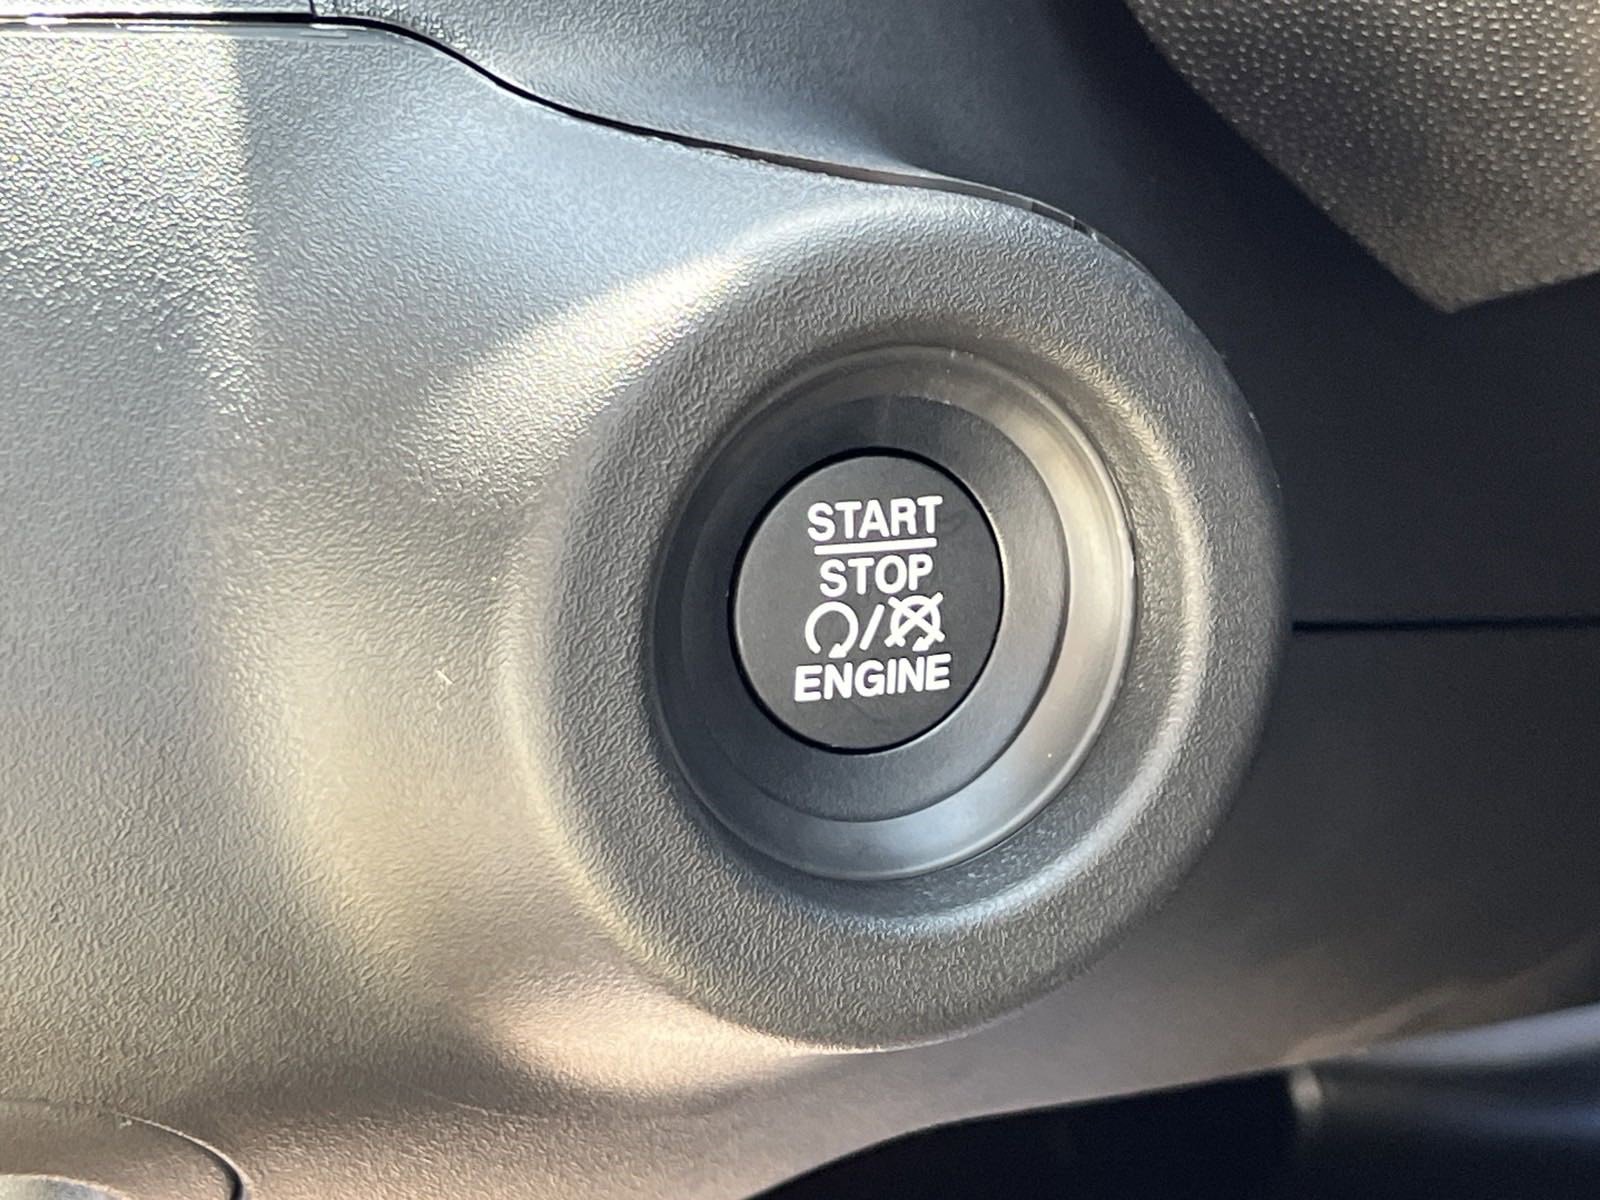 START
STOP
/
ENGINE